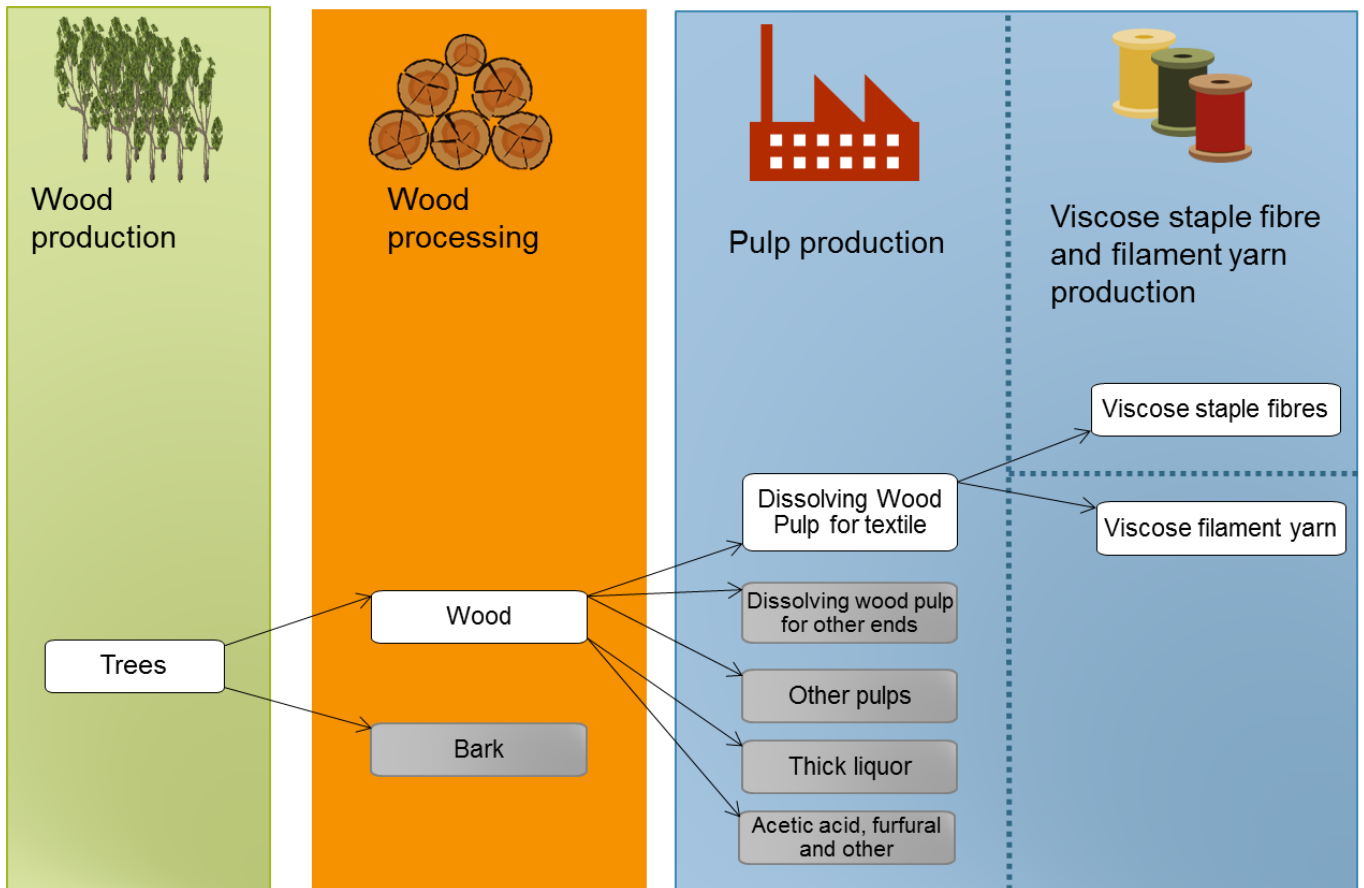 Wood
production
Wood
processing
Pulp production
Viscose staple fibre
and filament yarn
production
Trees
Wood
Bark
Dissolving Wood
Pulp for textile
Dissolving wood pulp
for other ends
Other pulps
Thick liquor
Acetic acid, furfural
and other
Viscose staple fibres
Viscose filament yarn